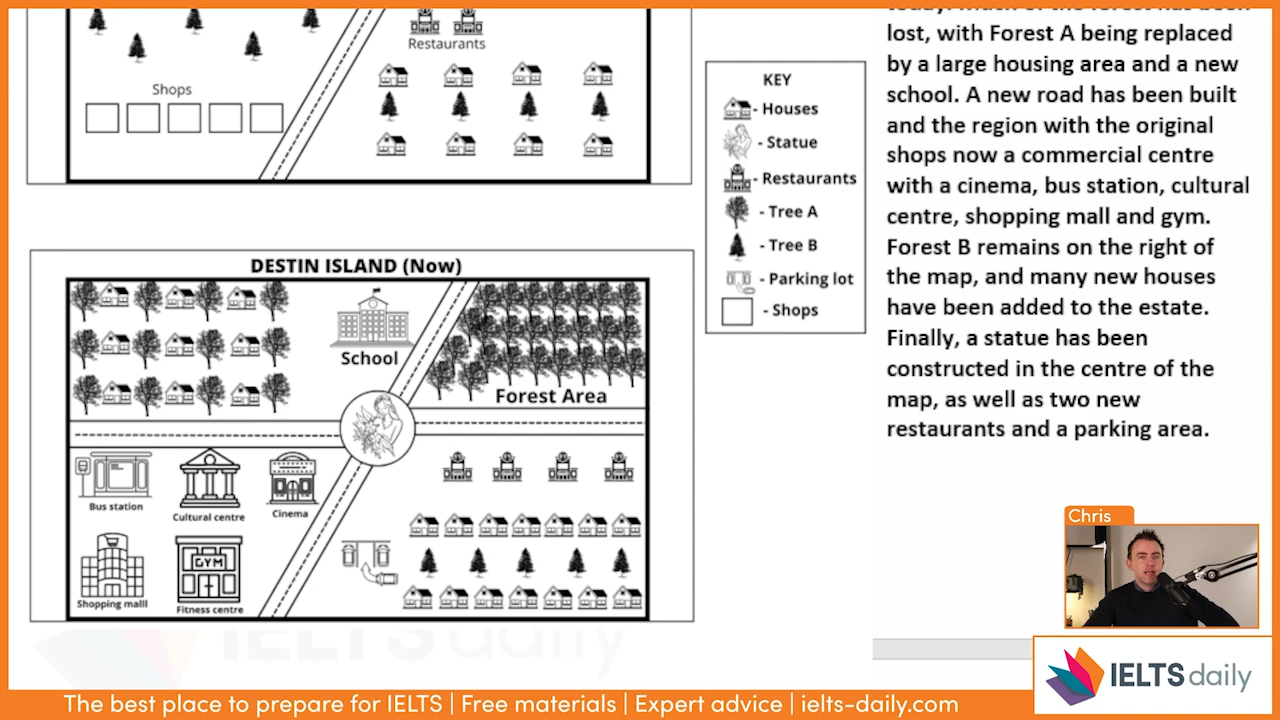 Restaurants
Shops
KEY
- Houses
- Statue
- Restaurants
- Tree A
- Tree B
- Parking lot
- Shops
DESTIN ISLAND (Now)
School
Forest Area
Bus station
Cultural centre
Cinema
GYM
Shopping malll
Fitness centre
lost, with Forest A being replaced
by a large housing area and a new
school. A new road has been built
and the region with the original
shops now a commercial centre
with a cinema, bus station, cultural
centre, shopping mall and gym.
Forest B remains on the right of
the map, and many new houses
have been added to the estate.
Finally, a statue has been
constructed in the centre of the
map, as well as two new
restaurants and a parking area.
Chris
IELTS daily
IELTS daily
The best place to prepare for IELTS | Free materials | Expert advice | ielts-daily.com